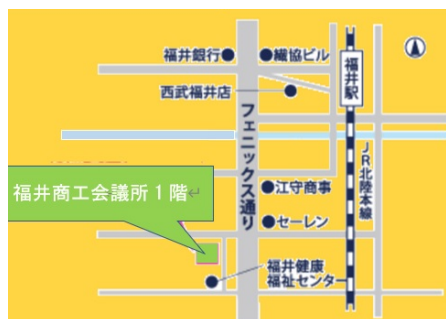 福井銀行
繊協ビル
福井駅
西武福井店
フェニックス通り
JR北陸本線
福井商工会議所1階
江守商事
セーレン
福井健康
福祉センター